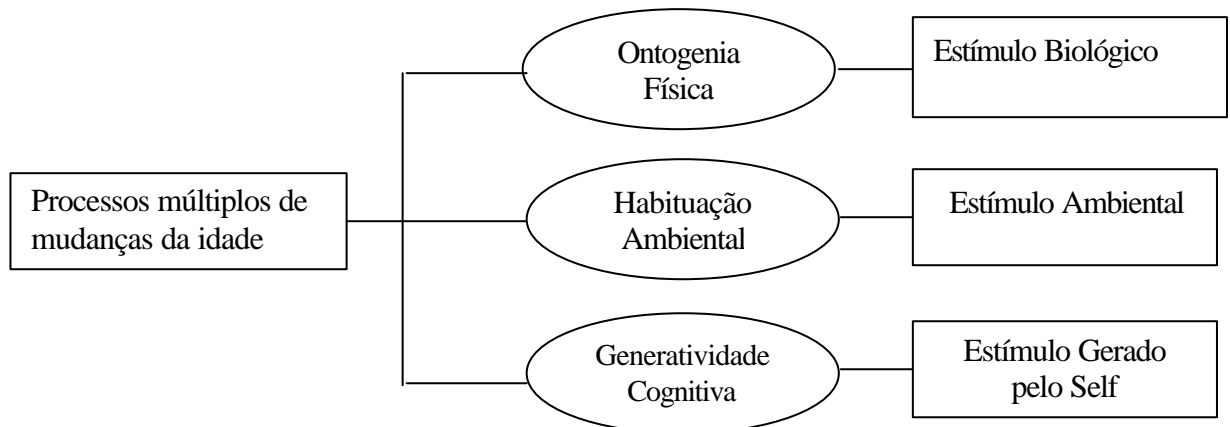 Ontogenia
Física
Estímulo Biológico
Processos múltiplos de
mudanças da idade
Habituação
Ambiental
Estímulo Ambiental
Generatividade
Cognitiva
Estímulo Gerado
pelo Self